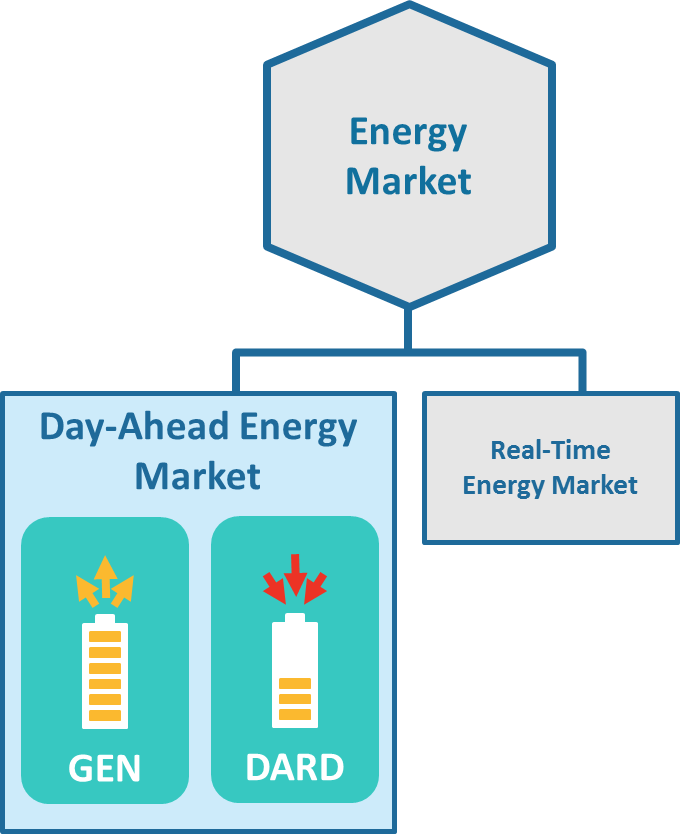 Energy
Market
Day-Ahead Energy
Market
Real-Time
Energy Market
GEN
DARD